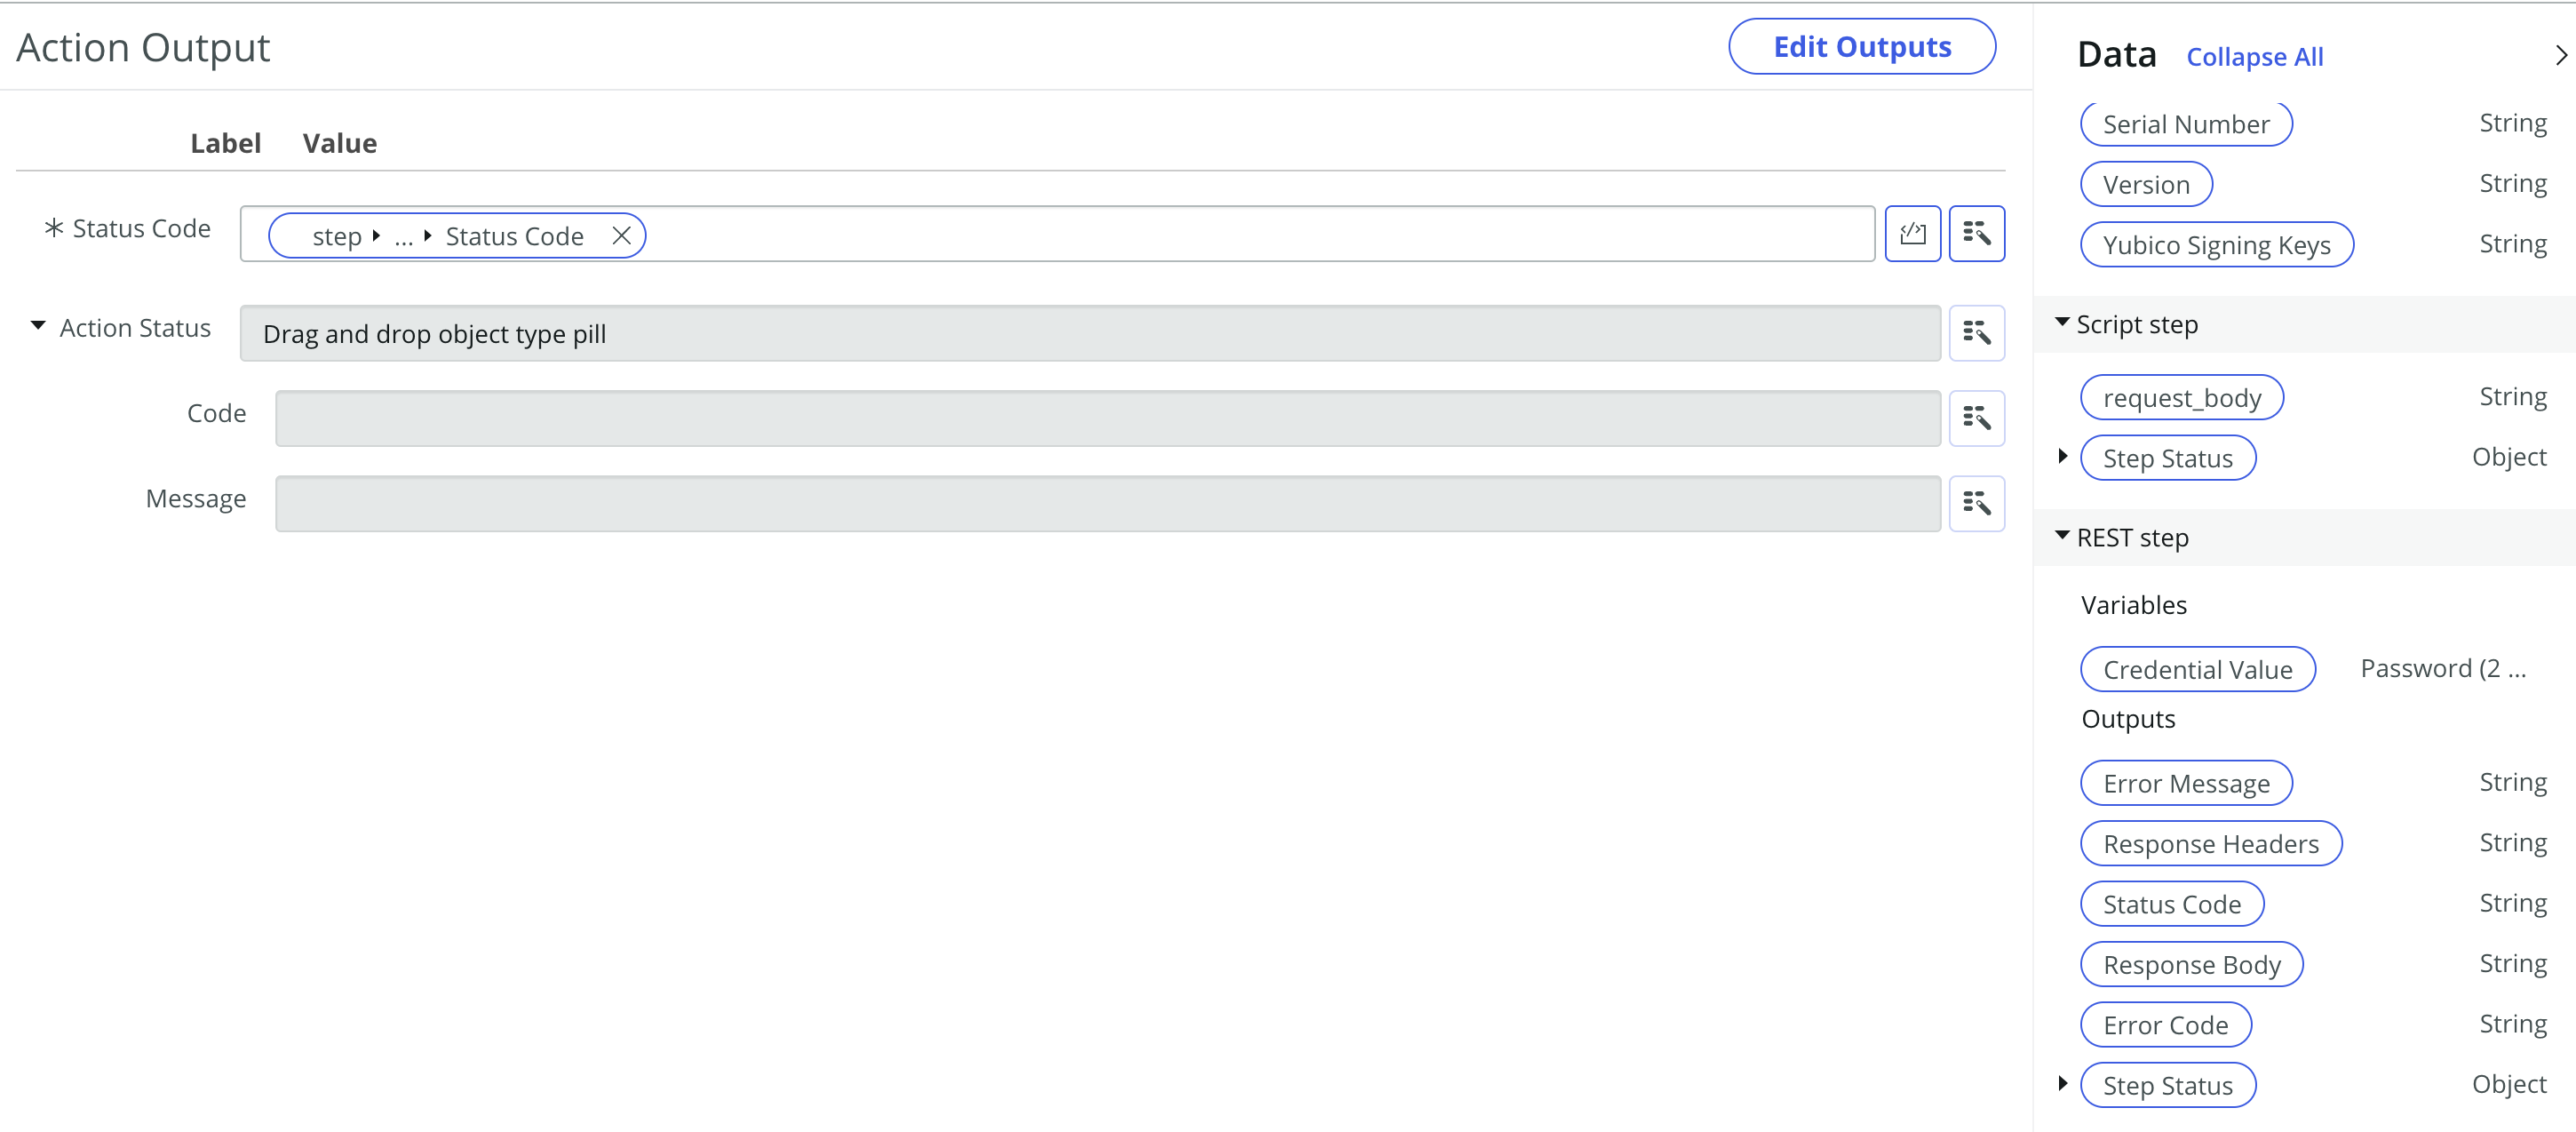 Action Output
Edit Outputs
Label Value
* Status Code
step ... Status Code
Action Status
Drag and drop object type pill
Code
Message
Data Collapse All
Serial Number String
Version String
Yubico Signing Keys String
Script step
request_body String
Step Status Object
REST step
Variables
Credential Value Password (2 ...
Outputs
Error Message String
Response Headers String
Status Code String
Response Body String
Error Code String
Step Status Object